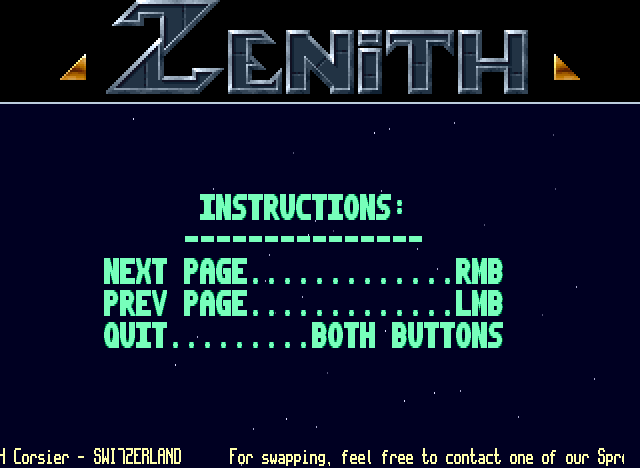 ZENITH
INSTRUCTIONS:
---------------
NEXT PAGE.............RMB
PREV PAGE.............LMB
QUIT.........BOTH BUTTONS
H Corsier - SWITZERLAND For swapping, feel free to contact one of our